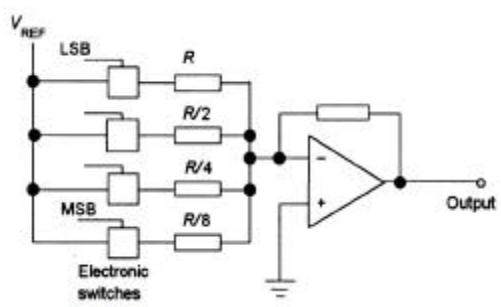 VREF
LSB
R
R/2
R/4
MSB
R/8
−
+
Output
Electronic
switches